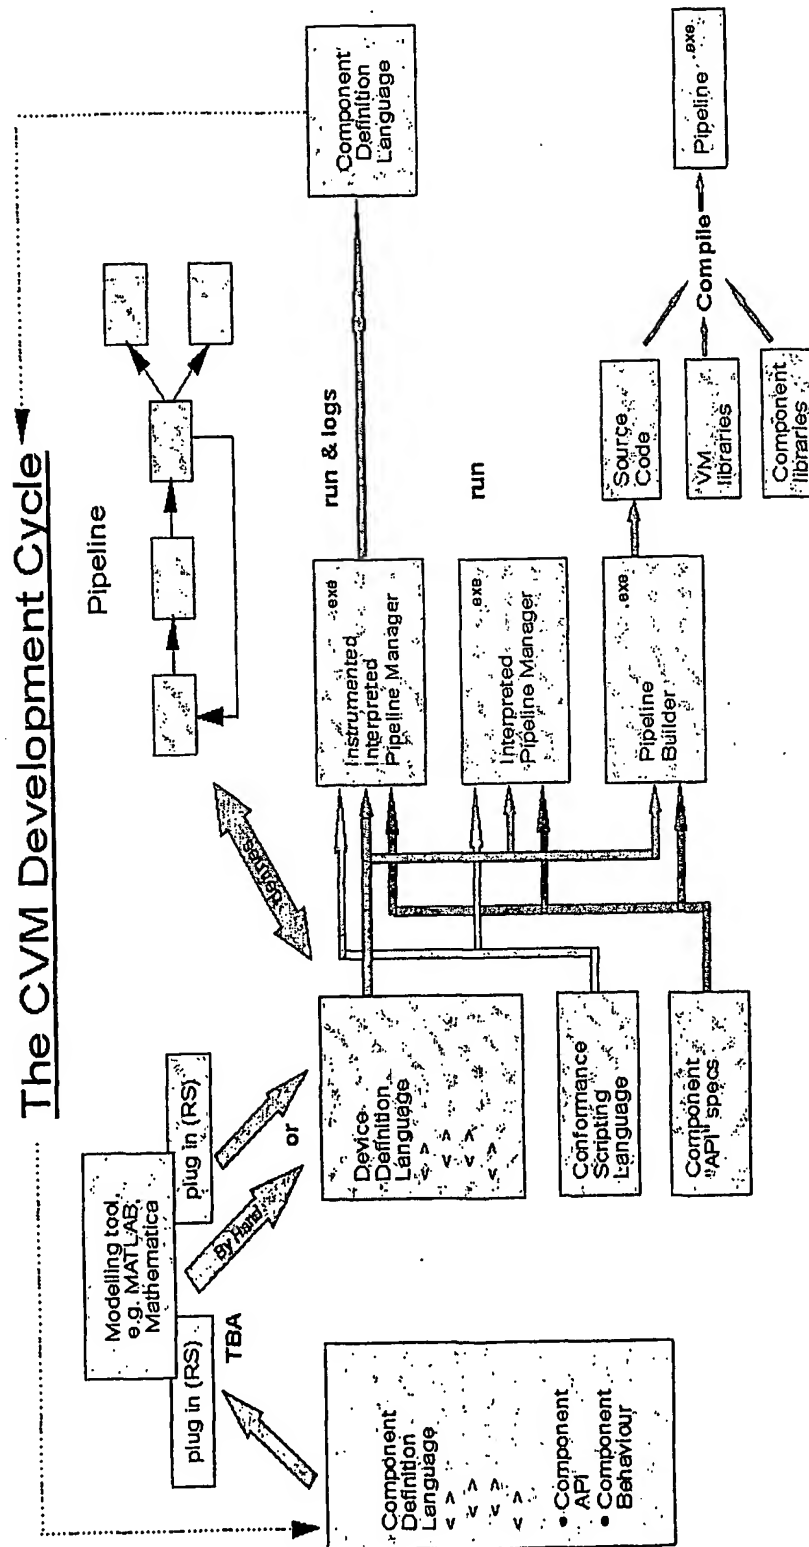 The CVM Development Cycle
Modelling tool,
e.g. MATLAB,
Mathematica
plug in (RS)
plug in (RS)
TBA
By Hand
or
defines
Pipeline
Component
Definition
Language
< >
< >
< >
< >
• Component
API
• Component
Behaviour
Device
Definition
Language
< >
< >
< >
< >
Conformance
Scripting
Language
Component
"API" specs
Instrumented
Interpreted
Pipeline Manager
.exe
Interpreted
Pipeline Manager
.exe
Pipeline
Builder
.exe
run & logs
run
Component
Definition
Language
Source
Code
VM
libraries
Component
libraries
Compile
Pipeline
.exe